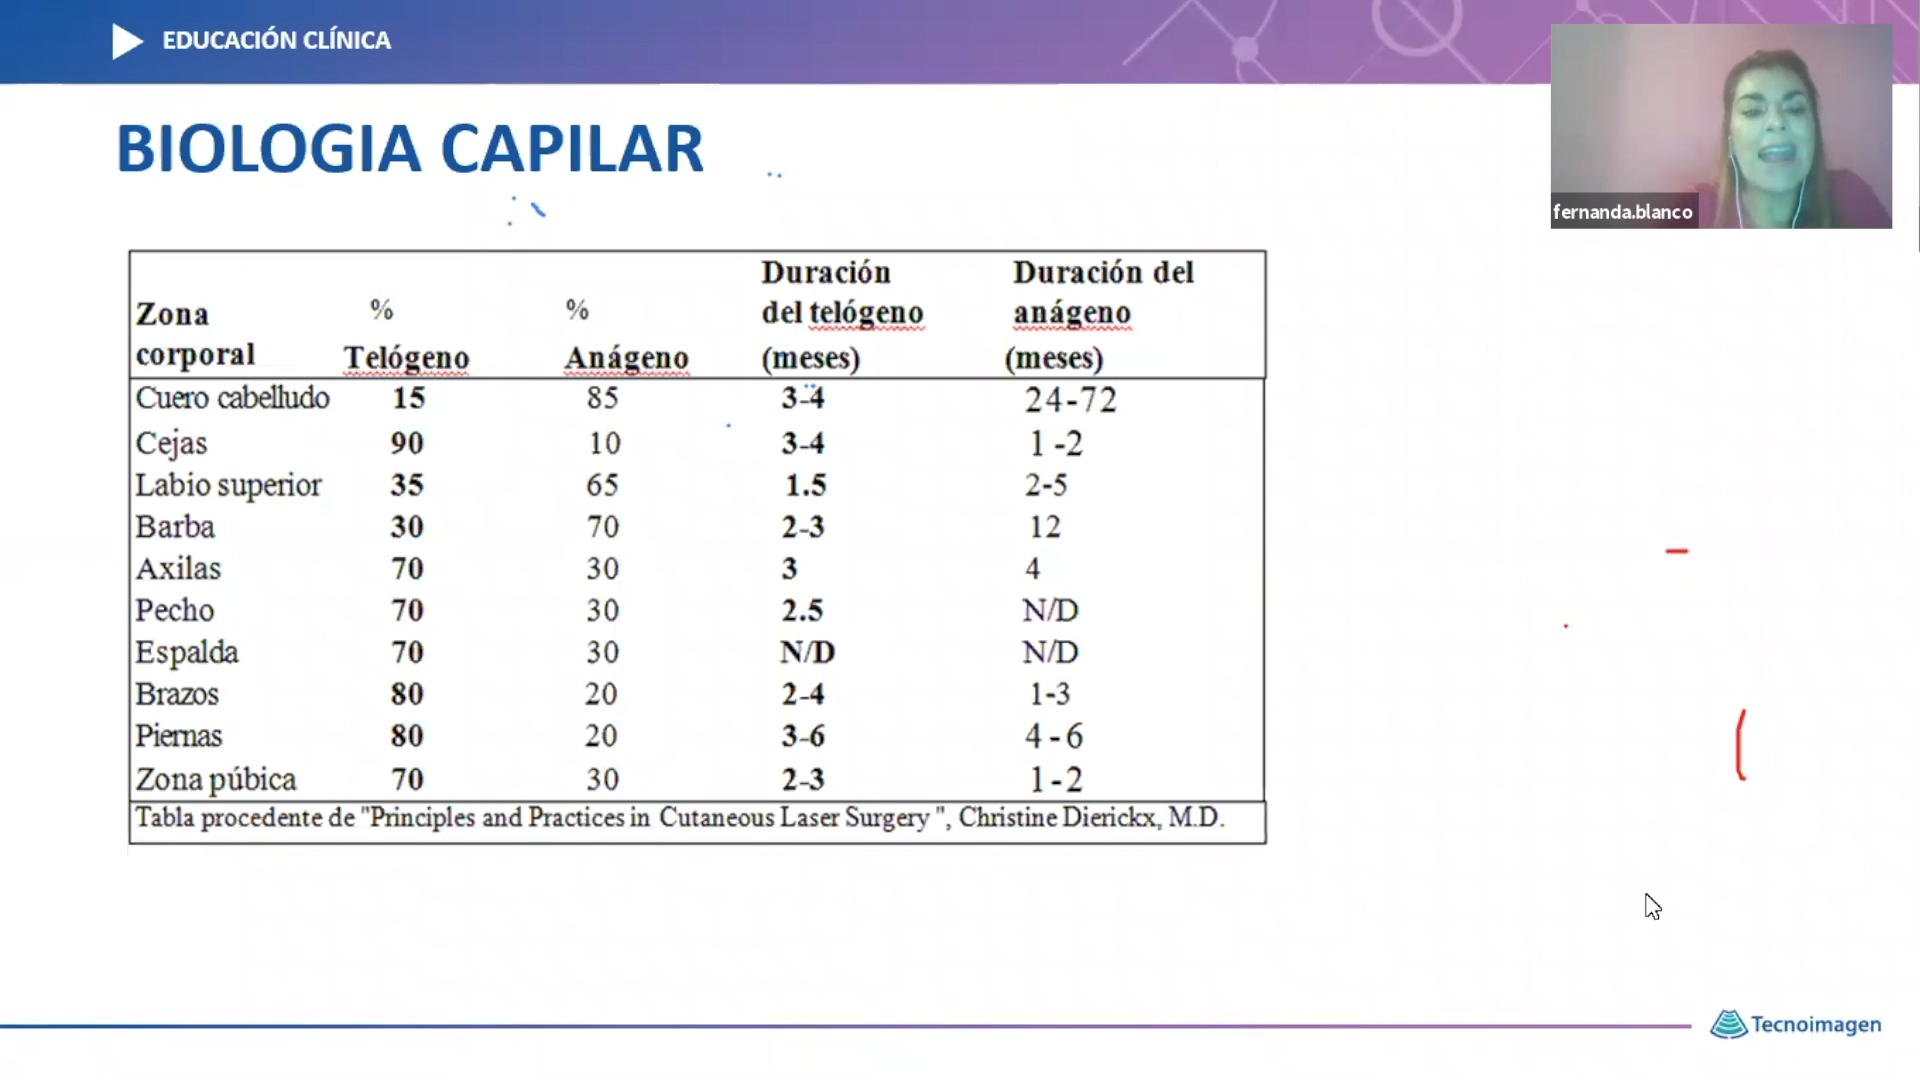 EDUCACIÓN CLÍNICA
BIOLOGIA CAPILAR
fernanda.blanco
Zona corporal % Telógeno % Anágeno Duración del telógeno (meses) Duración del anágeno (meses)
Cuero cabelludo 15 85 3-4 24-72
Cejas 90 10 3-4 1 -2
Labio superior 35 65 1.5 2-5
Barba 30 70 2-3 12
Axilas 70 30 3 4
Pecho 70 30 2.5 N/D
Espalda 70 30 N/D N/D
Brazos 80 20 2-4 1-3
Piernas 80 20 3-6 4 - 6
Zona púbica 70 30 2-3 1 - 2
Tabla procedente de "Principles and Practices in Cutaneous Laser Surgery ", Christine Dierickx, M.D.
Tecnoimagen